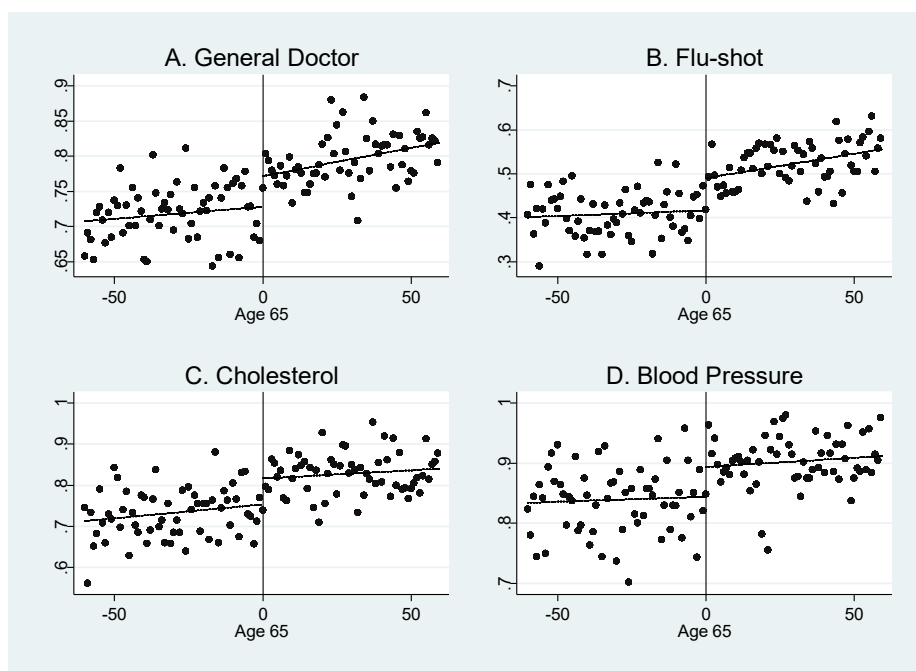 A. General Doctor
.9
.85
.8
.75
.7
.65
-50 0 50
Age 65
B. Flu-shot
.7
.6
.5
.4
.3
-50 0 50
Age 65
C. Cholesterol
1
.9
.8
.7
.6
-50 0 50
Age 65
D. Blood Pressure
1
.9
.8
.7
-50 0 50
Age 65